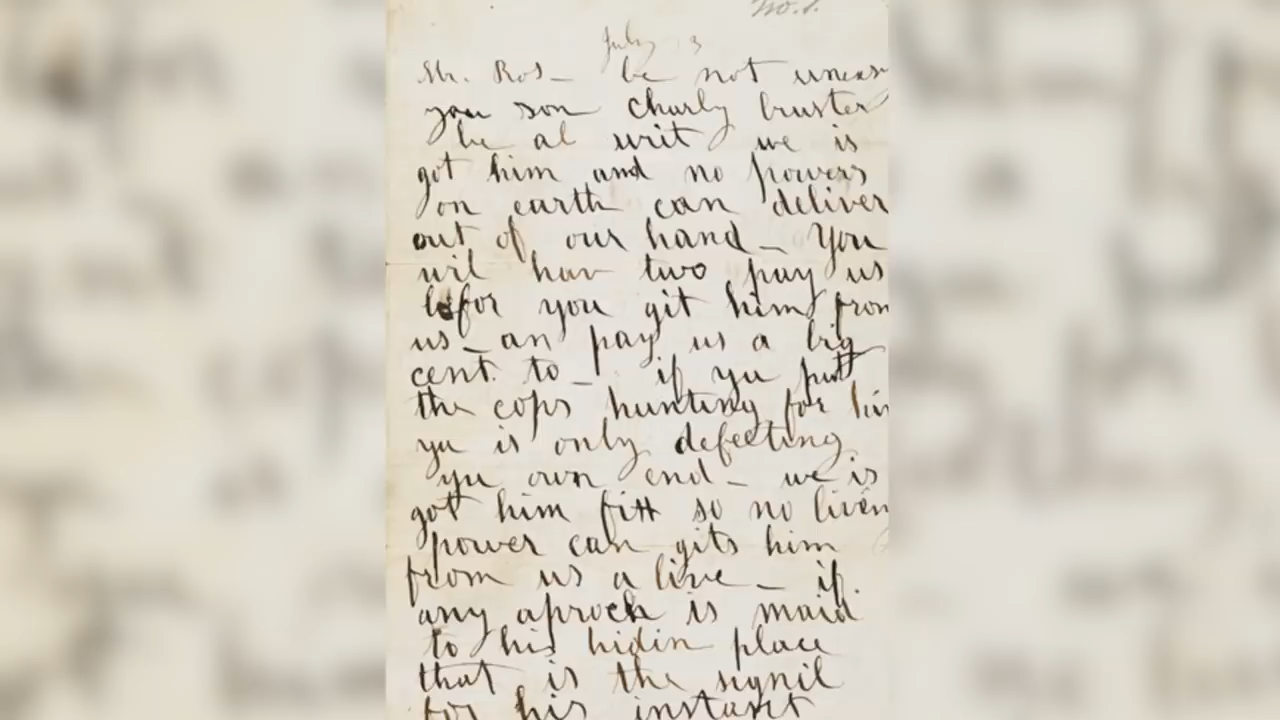 No. 1.
July 3
Mr. Ros— be not uneasy
you son charly bruster
be al writ we is
got him and no powers
on earth can deliver
out of our hand — You
wil hav two pay us
befor you git him from
us — an pay us a big
cent to — if yu put
the cops hunting for him
yu is only defeeting
yu own end — we is
got him fitt so no livin
power can gits him
from us a live — if
any aproch is maid
to his hidin place
that is the signil
for his instant